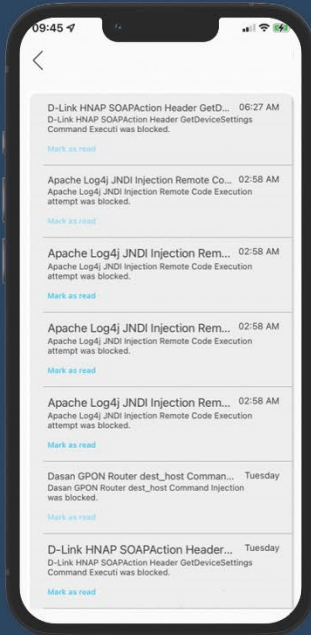 09:45
D-Link HNAP SOAPAction Header GetD... 06:27 AM
D-Link HNAP SOAPAction Header GetDeviceSettings
Command Executi was blocked.
Mark as read
Apache Log4j JNDI Injection Remote Co... 02:58 AM
Apache Log4j JNDI Injection Remote Code Execution
attempt was blocked.
Mark as read
Apache Log4j JNDI Injection Rem... 02:58 AM
Apache Log4j JNDI Injection Remote Code Execution
attempt was blocked.
Mark as read
Apache Log4j JNDI Injection Rem... 02:58 AM
Apache Log4j JNDI Injection Remote Code Execution
attempt was blocked.
Mark as read
Apache Log4j JNDI Injection Rem... 02:58 AM
Apache Log4j JNDI Injection Remote Code Execution
attempt was blocked.
Mark as read
Dasan GPON Router dest_host Comman... Tuesday
Dasan GPON Router dest_host Command Injection
was blocked.
Mark as read
D-Link HNAP SOAPAction Header... Tuesday
D-Link HNAP SOAPAction Header GetDeviceSettings
Command Executi was blocked.
Mark as read